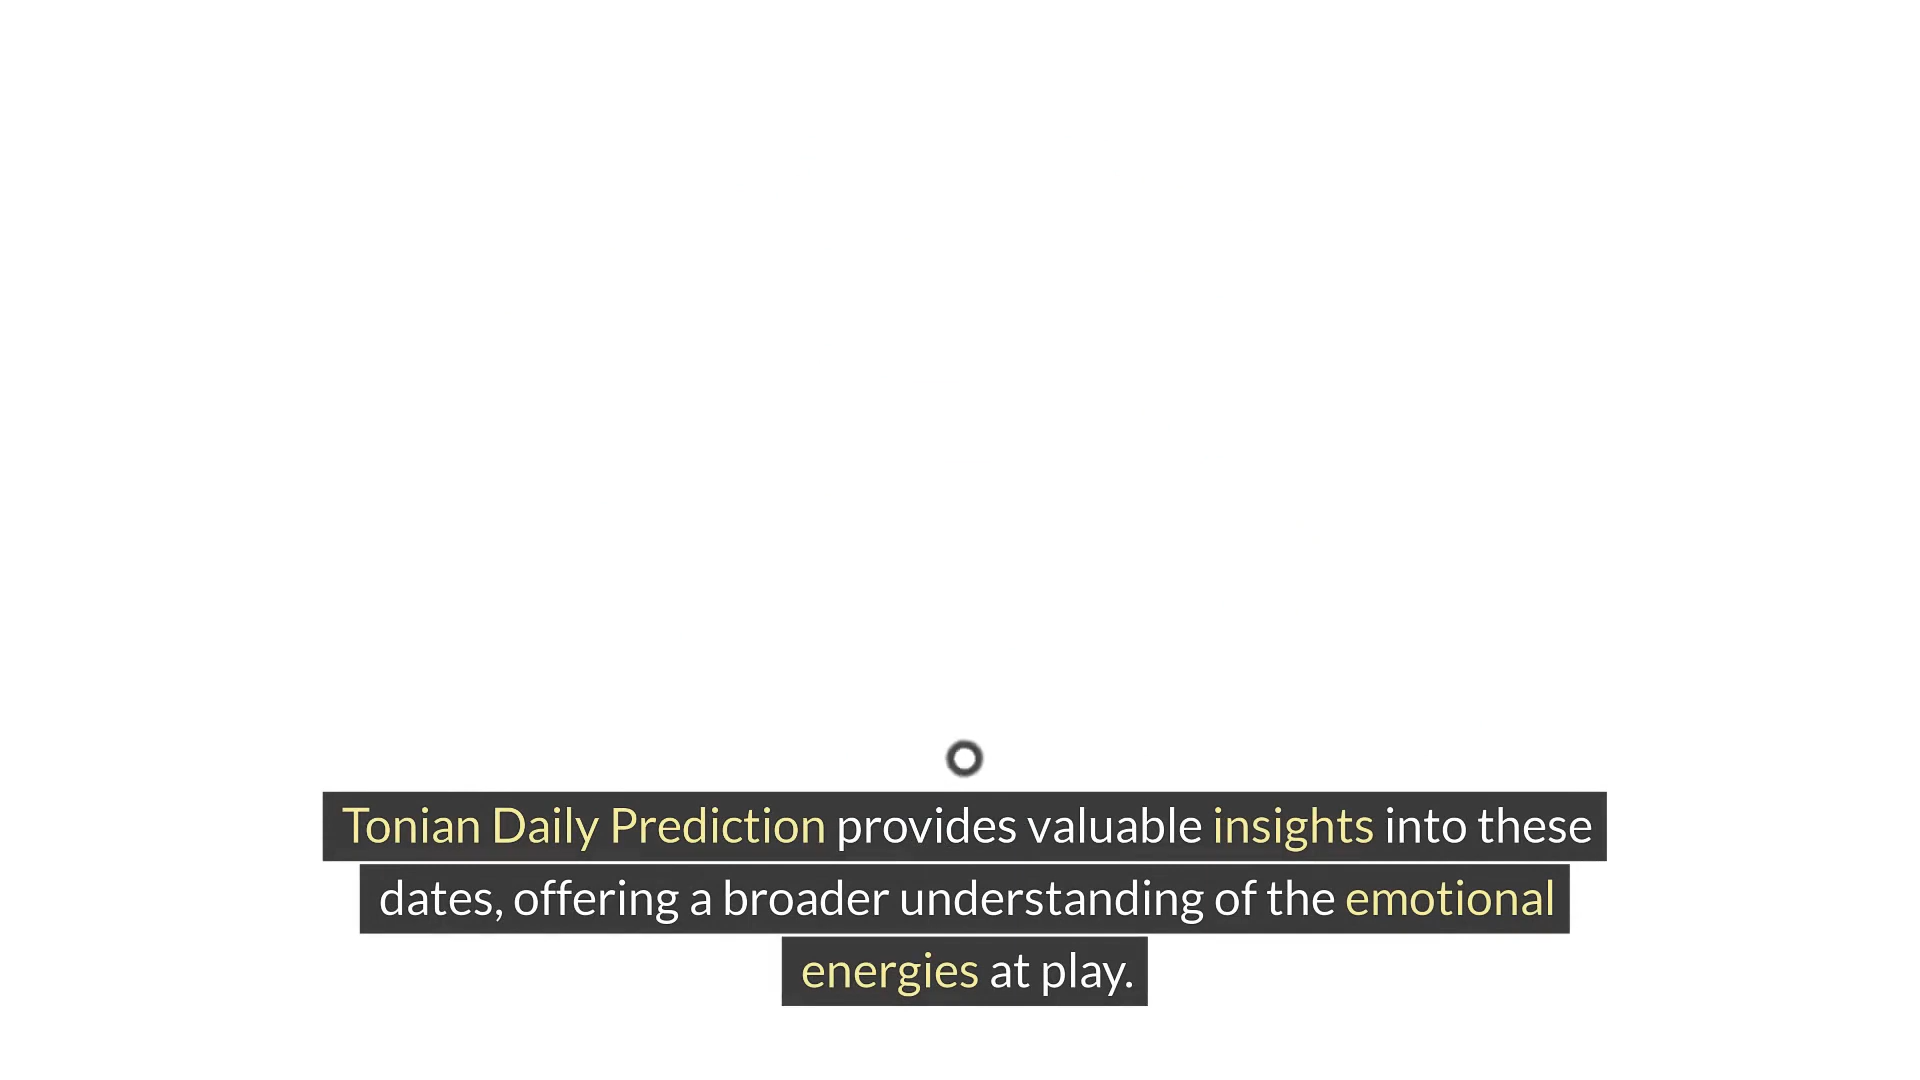 Tonian Daily Prediction provides valuable insights into these
dates, offering a broader understanding of the emotional
energies at play.